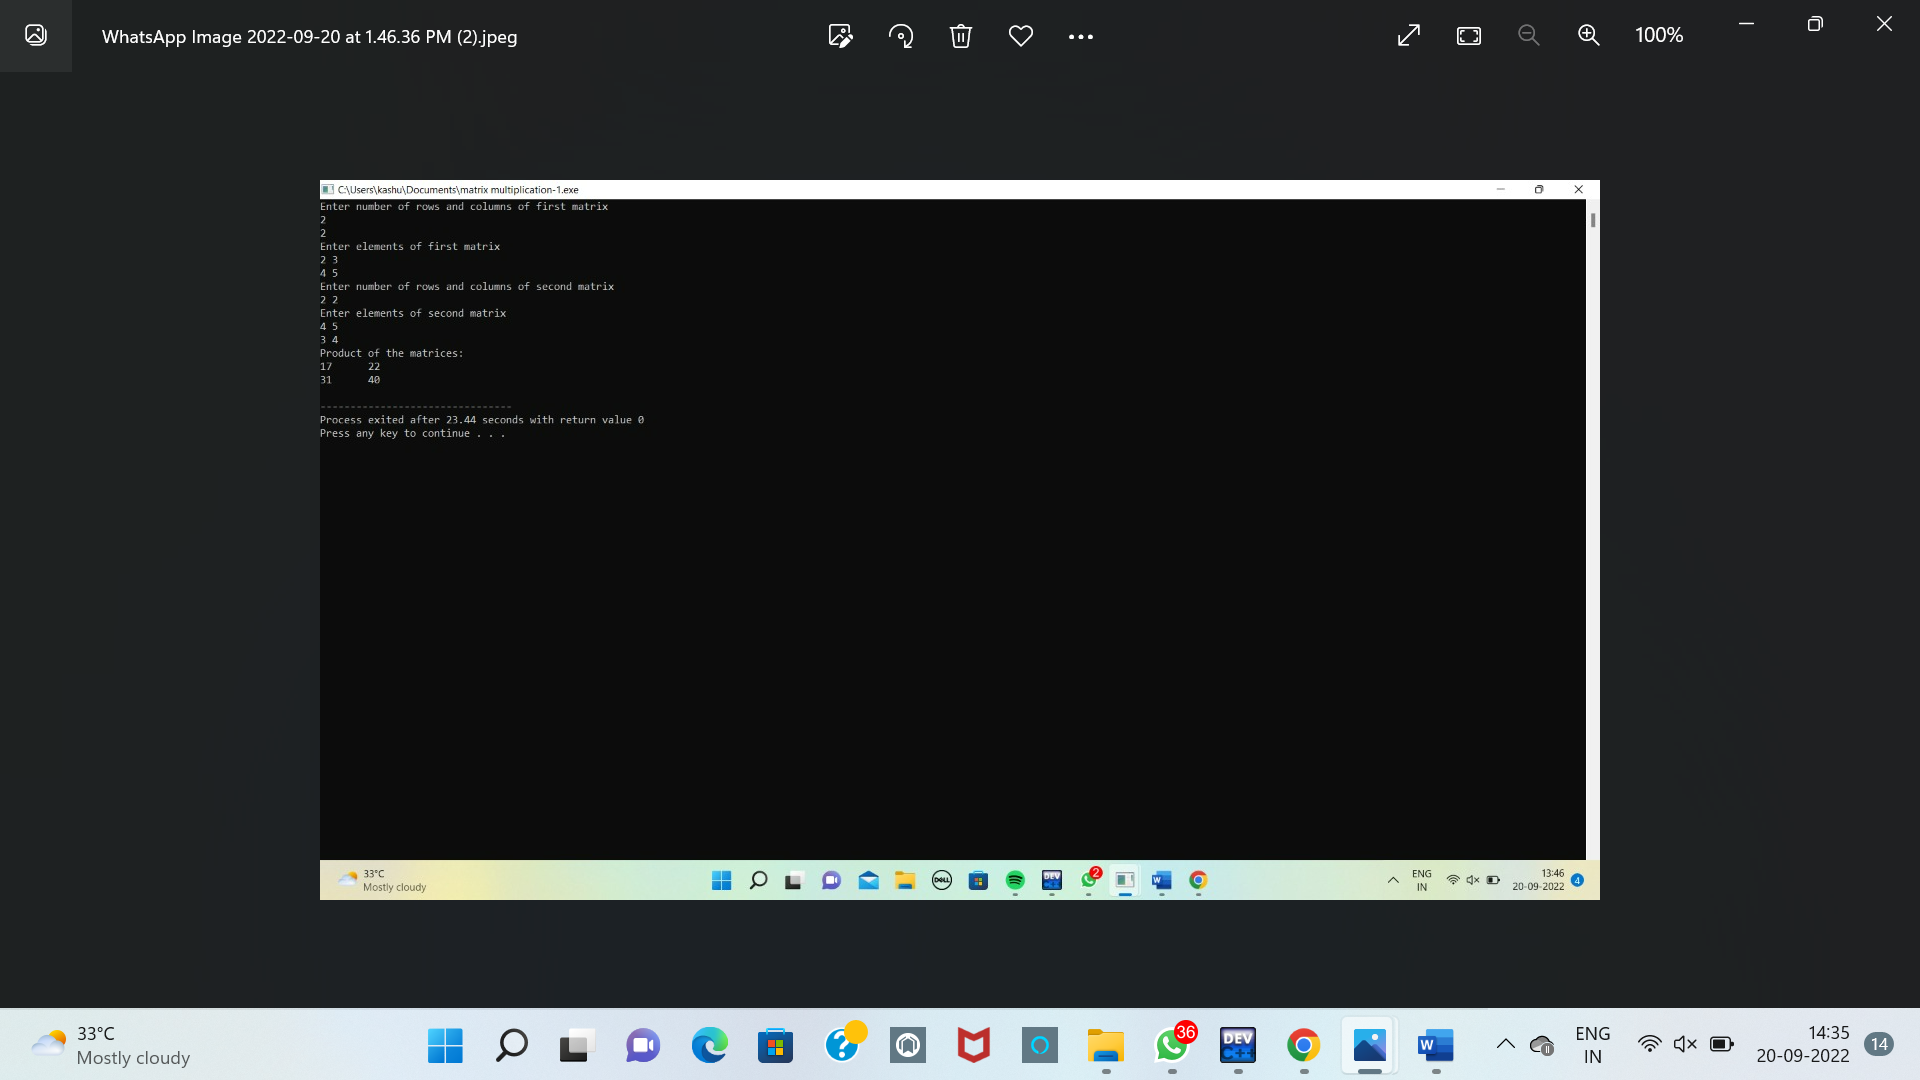 WhatsApp Image 2022-09-20 at 1.46.36 PM (2).jpeg
100%
C:\Users\kashu\Documents\matrix multiplication-1.exe
Enter number of rows and columns of first matrix
2
2
Enter elements of first matrix
2 3
4 5
Enter number of rows and columns of second matrix
2 2
Enter elements of second matrix
4 5
3 4
Product of the matrices:
17 22
31 40
--------------------------------
Process exited after 23.44 seconds with return value 0
Press any key to continue . . .
33°C
Mostly cloudy
DELL
DEV
C++
2
W
ENG
IN
13:46
20-09-2022
4
33°C
Mostly cloudy
36
DEV
C++
W
ENG
IN
14:35
20-09-2022
14